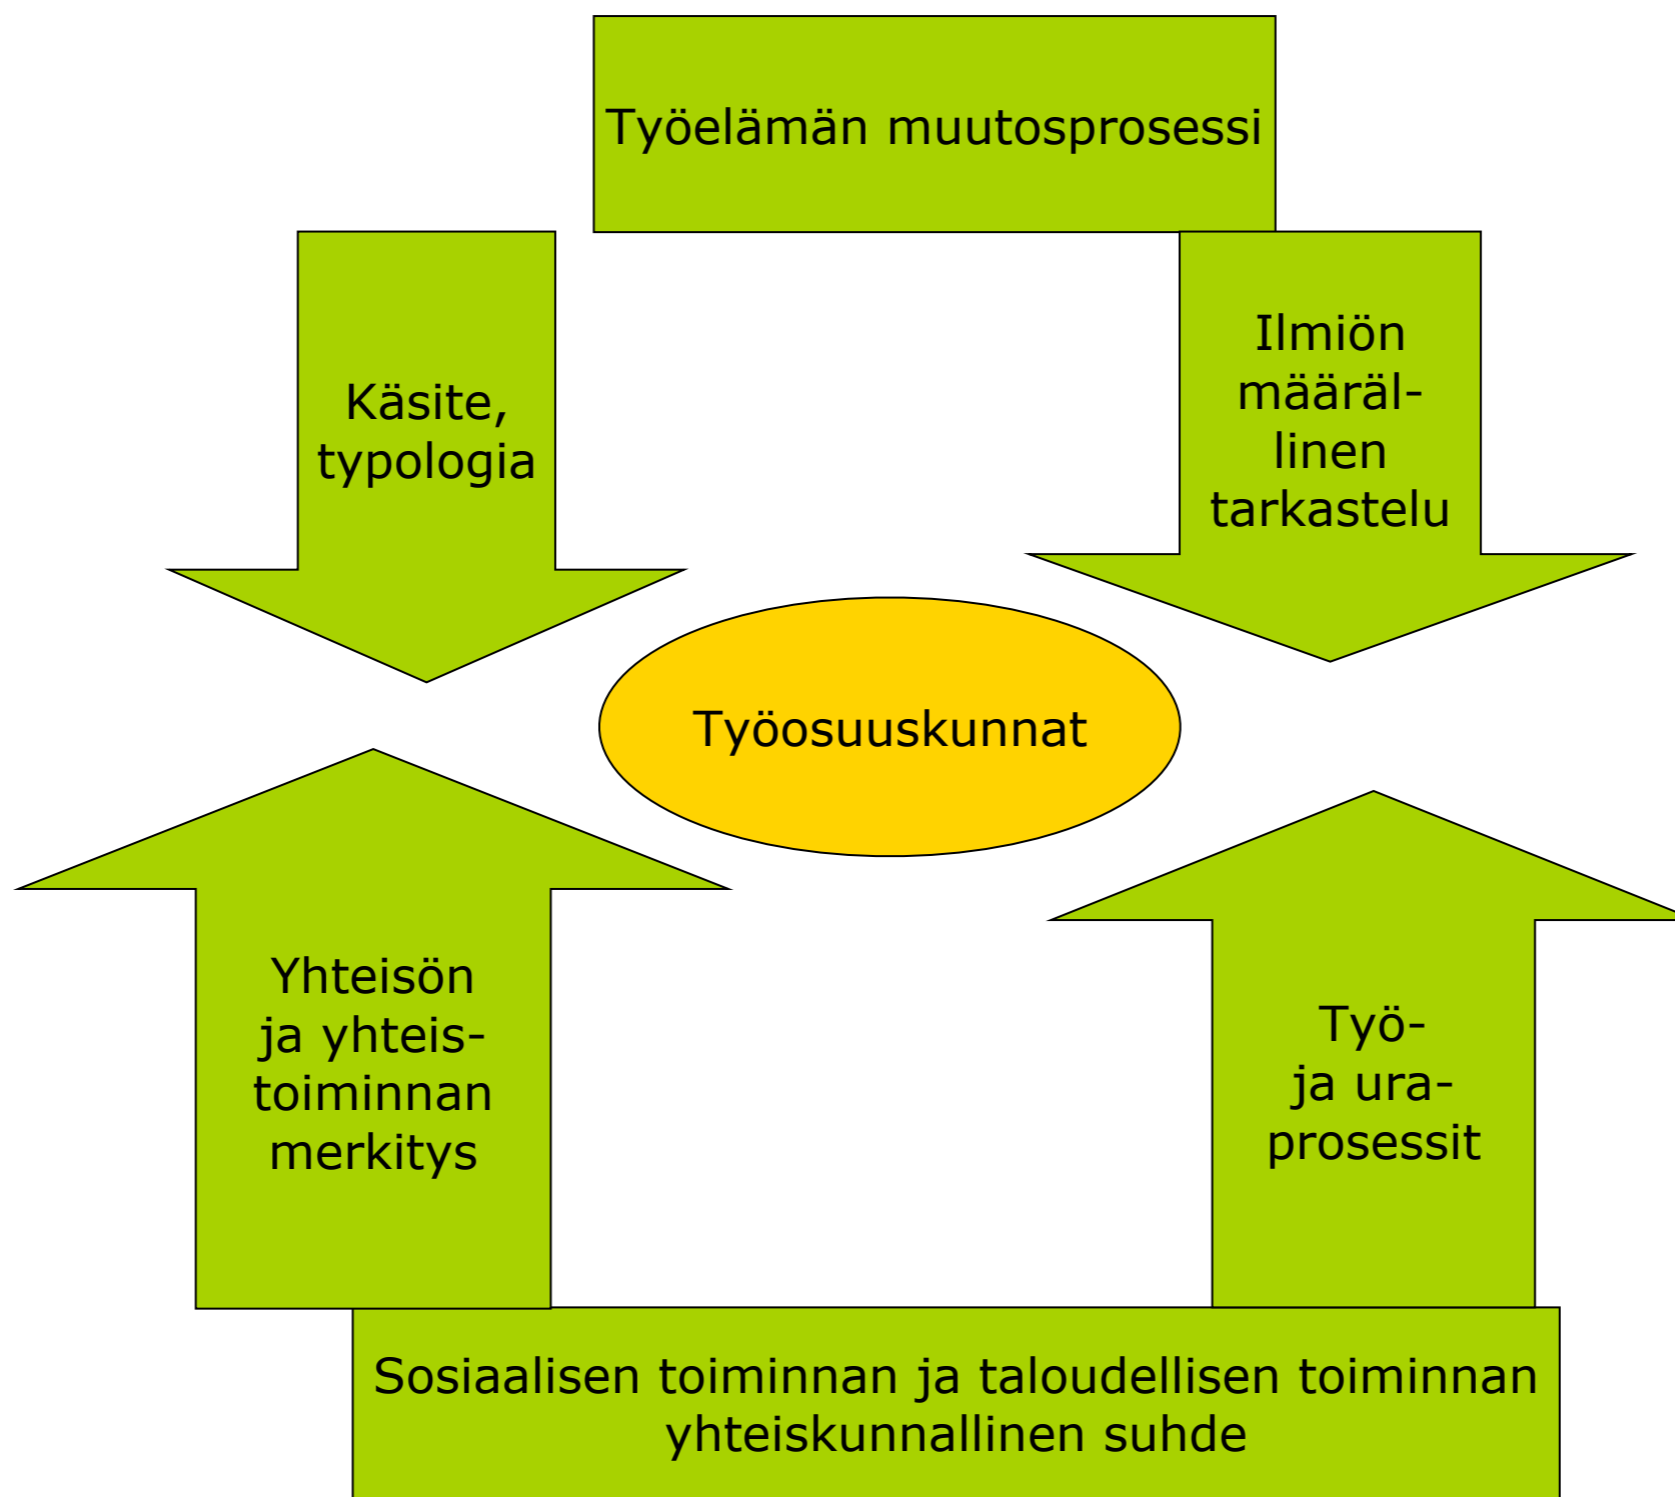 Työelämän muutosprosessi
Käsite,
typologia
Ilmiön
määräl-
linen
tarkastelu
Työosuuskunnat
Yhteisön
ja yhteis-
toiminnan
merkitys
Työ-
ja ura-
prosessit
Sosiaalisen toiminnan ja taloudellisen toiminnan
yhteiskunnallinen suhde